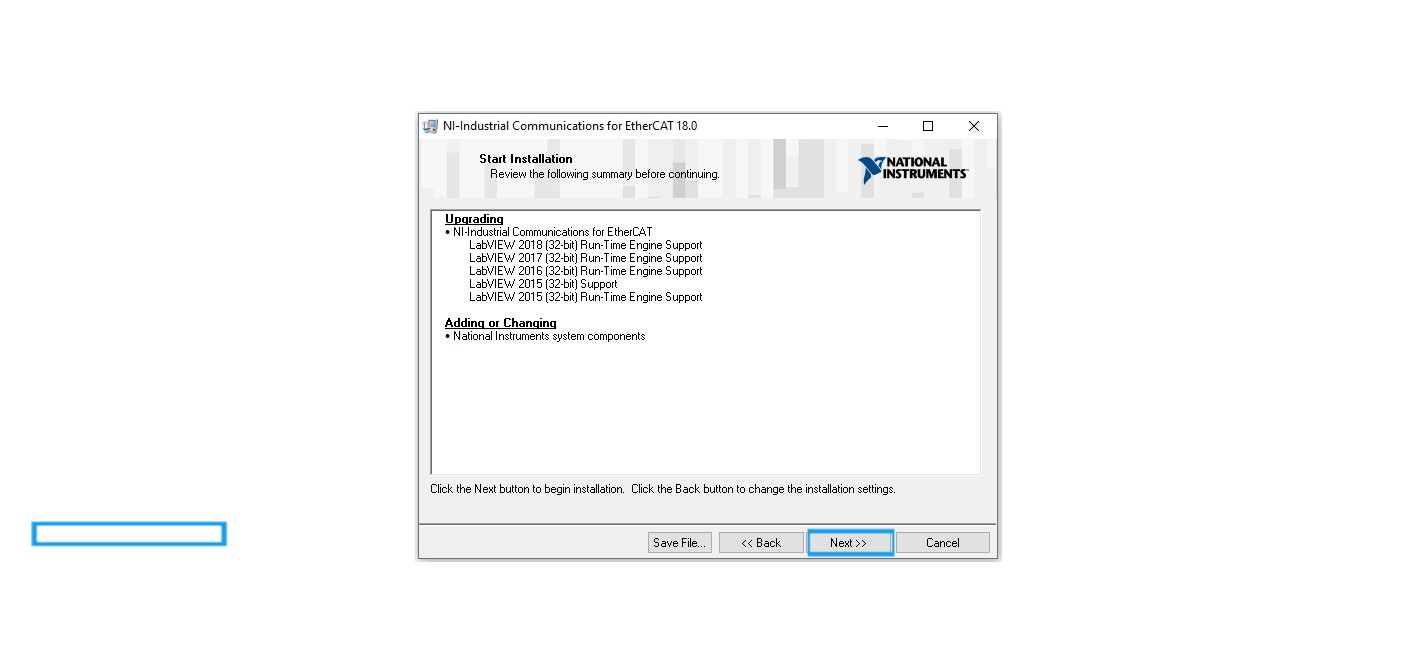 NI-Industrial Communications for EtherCAT 18.0
Start Installation
Review the following summary before continuing.
NATIONAL
INSTRUMENTS™
Upgrading
• NI-Industrial Communications for EtherCAT
LabVIEW 2018 (32-bit) Run-Time Engine Support
LabVIEW 2017 (32-bit) Run-Time Engine Support
LabVIEW 2016 (32-bit) Run-Time Engine Support
LabVIEW 2015 (32-bit) Support
LabVIEW 2015 (32-bit) Run-Time Engine Support
Adding or Changing
• National Instruments system components
Click the Next button to begin installation.  Click the Back button to change the installation settings.
Save File... << Back Next >> Cancel